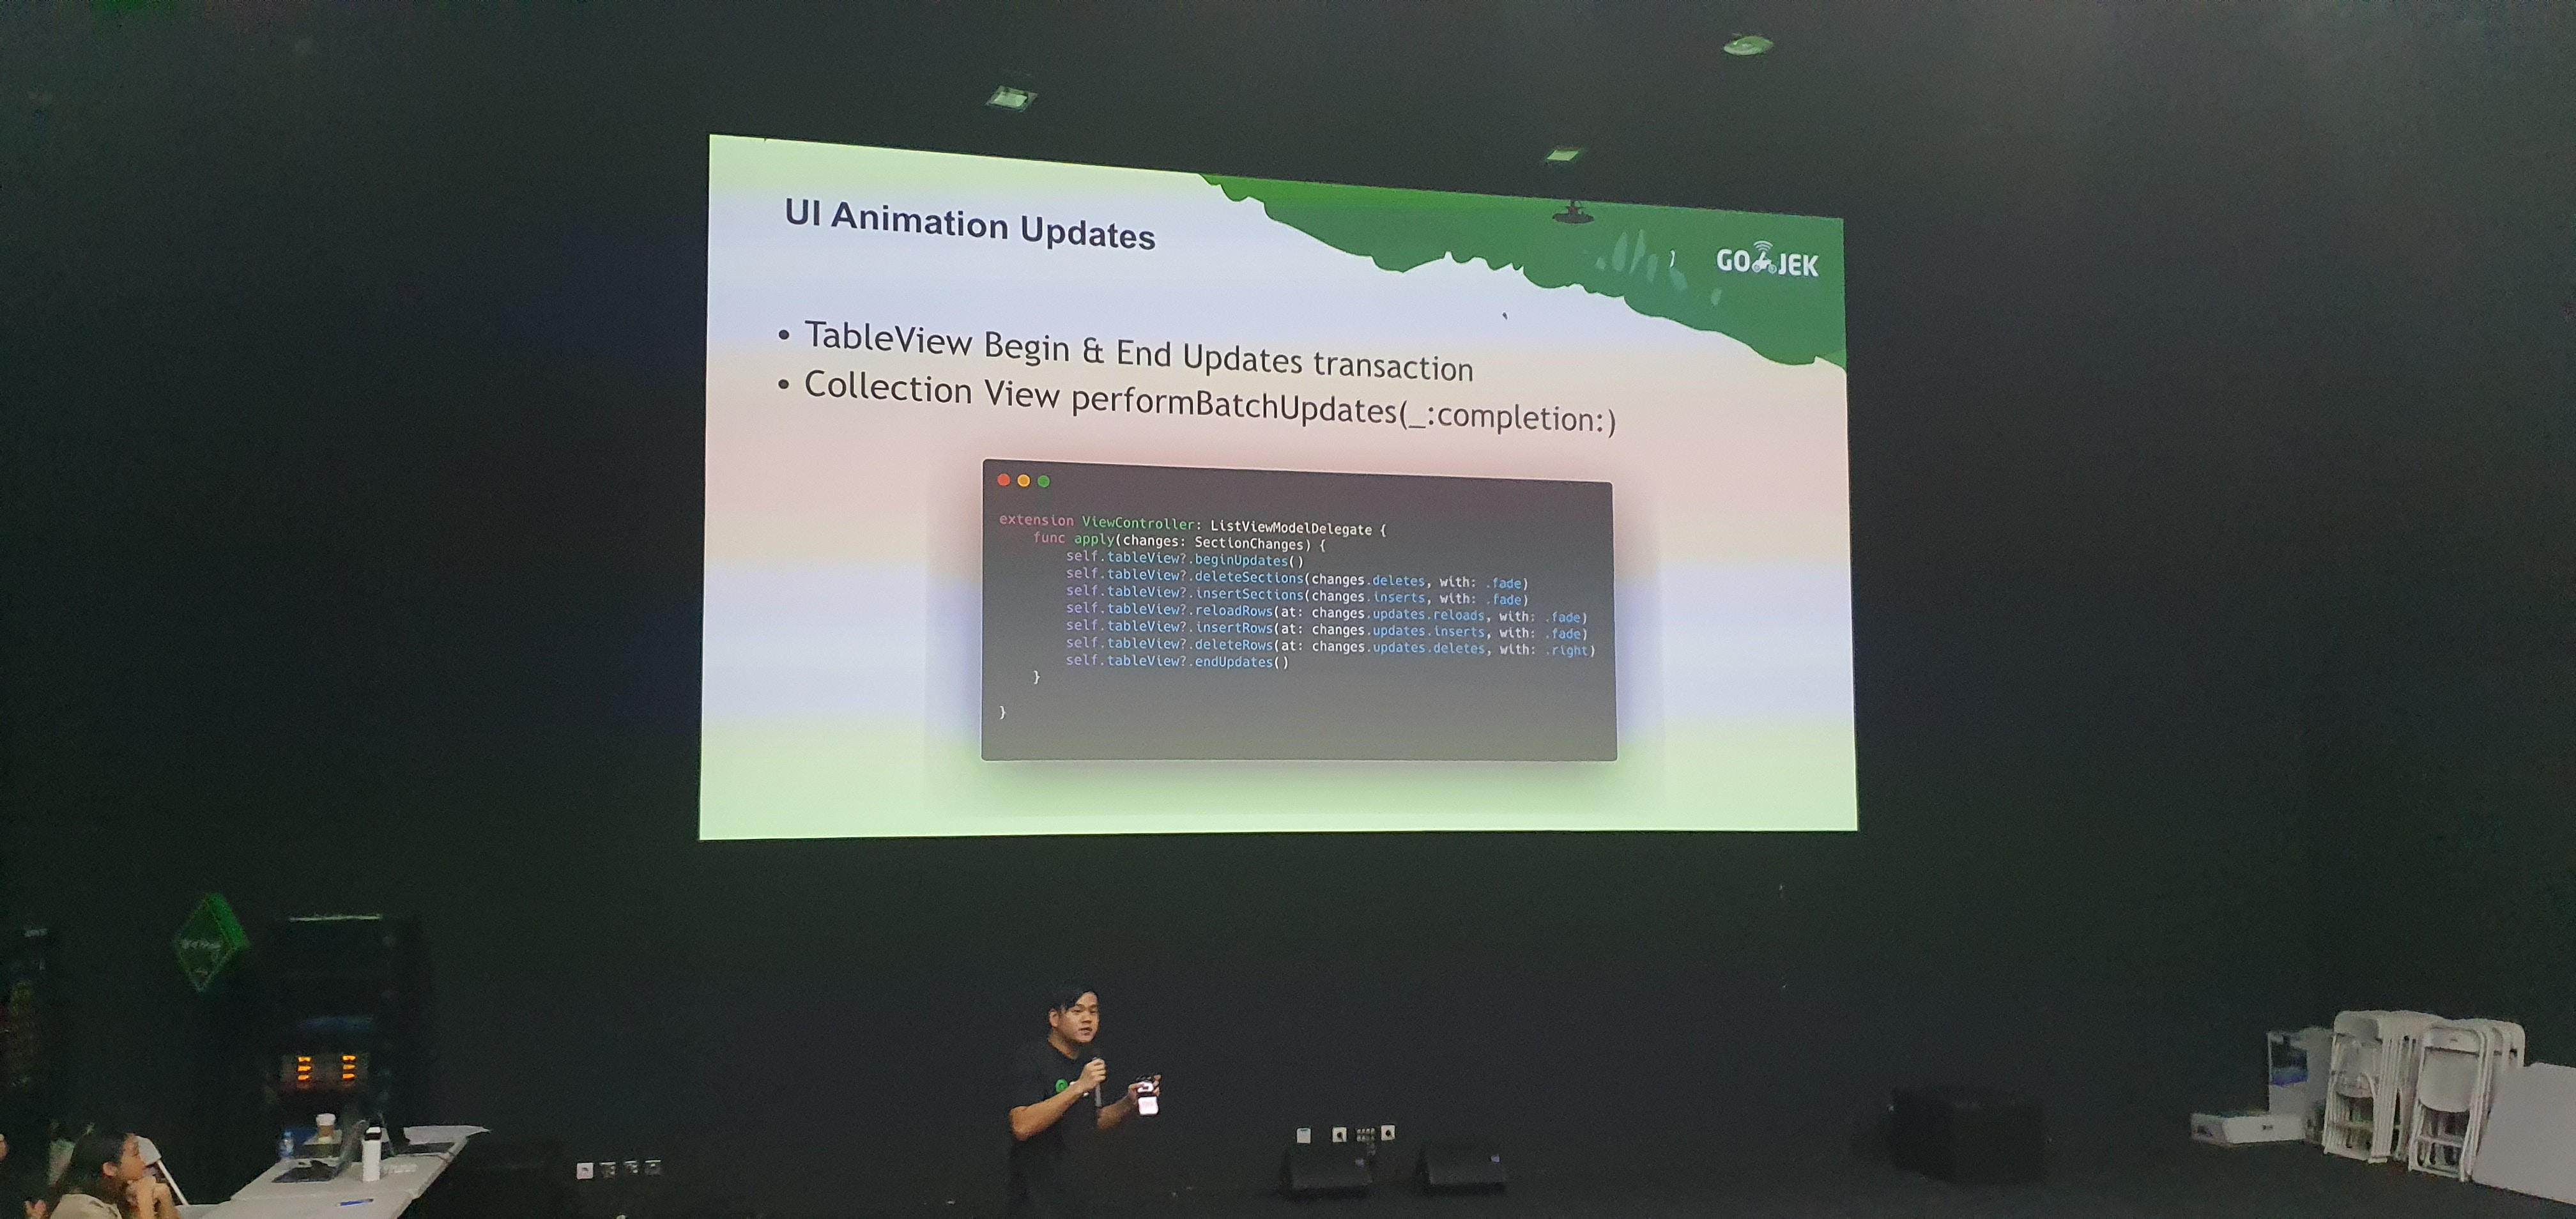 UI Animation Updates
GO JEK
• TableView Begin & End Updates transaction
• Collection View performBatchUpdates(_:completion:)
extension ViewController: ListViewModelDelegate {
func apply(changes: SectionChanges) {
self.tableView?.beginUpdates()
self.tableView?.deleteSections(changes.deletes, with: .fade)
self.tableView?.insertSections(changes.inserts, with: .fade)
self.tableView?.reloadRows(at: changes.updates.reloads, with: .fade)
self.tableView?.insertRows(at: changes.updates.inserts, with: .fade)
self.tableView?.deleteRows(at: changes.updates.deletes, with: .right)
self.tableView?.endUpdates()
}
}